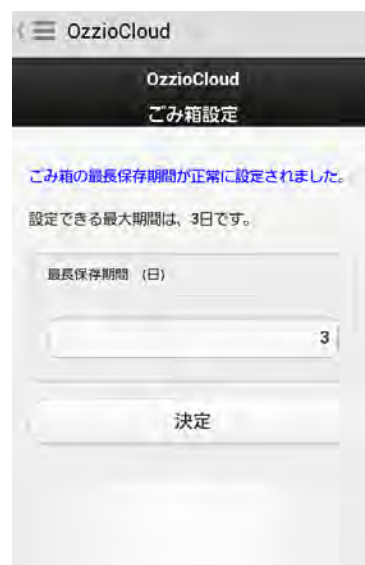 OzzioCloud
OzzioCloud
ごみ箱設定
ごみ箱の最長保存期間が正常に設定されました。
設定できる最大期間は、3日です。
最長保存期間 (日)
3
決定